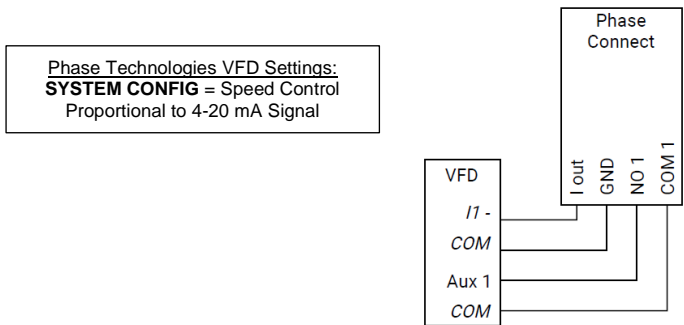 Phase Technologies VFD Settings:
SYSTEM CONFIG = Speed Control
Proportional to 4-20 mA Signal
Phase
Connect
I out
GND
NO 1
COM 1
VFD
I1 -
COM
Aux 1
COM